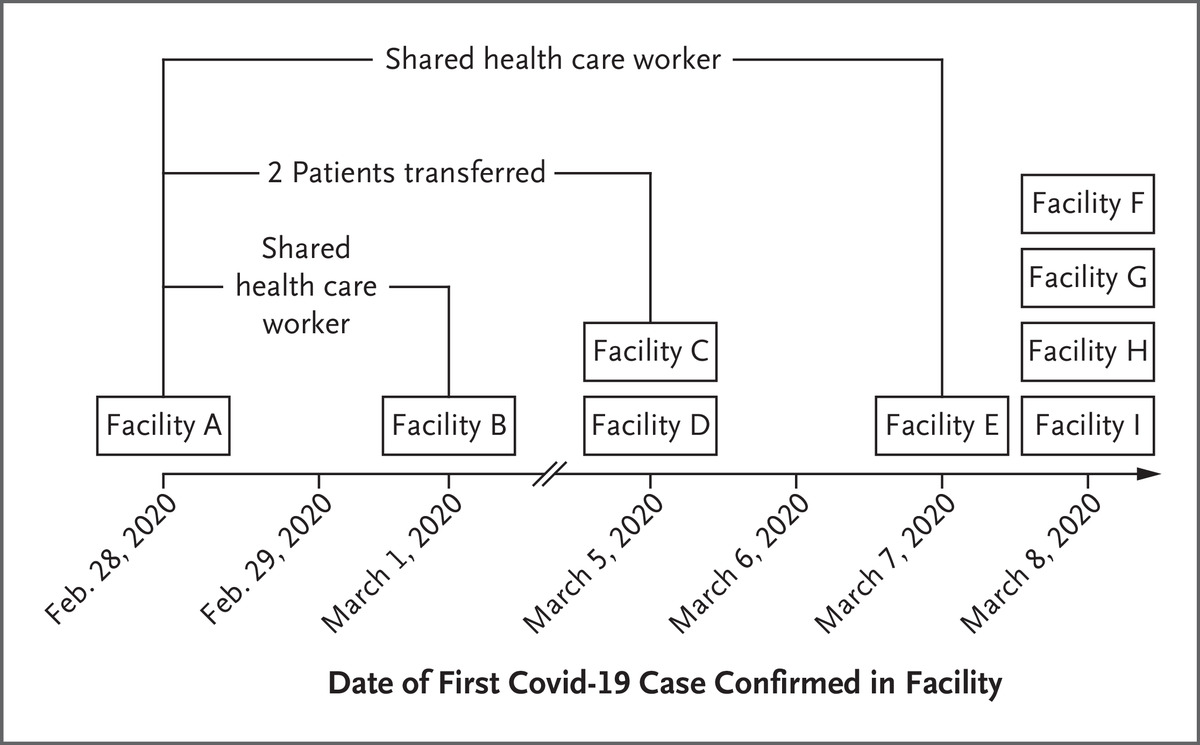 Shared health care worker
2 Patients transferred
Shared
health care
worker
Facility F
Facility G
Facility C
Facility H
Facility A
Facility B
Facility D
Facility E
Facility I
Feb. 28, 2020
Feb. 29, 2020
March 1, 2020
March 5, 2020
March 6, 2020
March 7, 2020
March 8, 2020
Date of First Covid-19 Case Confirmed in Facility